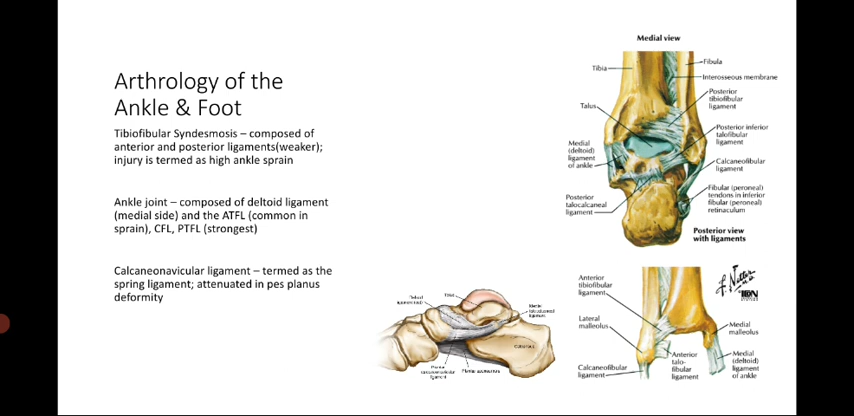 Arthrology of the
Ankle & Foot
Tibiofibular Syndesmosis – composed of
anterior and posterior ligaments(weaker);
injury is termed as high ankle sprain
Ankle joint – composed of deltoid ligament
(medial side) and the ATFL (common in
sprain), CFL, PTFL (strongest)
Calcaneonavicular ligament – termed as the
spring ligament; attenuated in pes planus
deformity
Medial view
Tibia
Fibula
Interosseous membrane
Posterior
tibiofibular
ligament
Talus
Posterior inferior
talofibular
ligament
Medial
(deltoid)
ligament
of ankle
Calcaneofibular
ligament
Fibular (peroneal)
tendons in inferior
fibular (peroneal)
retinaculum
Posterior
talocalcaneal
ligament
Posterior view
with ligaments
Anterior
tibiofibular
ligament
Lateral
malleolus
Medial
malleolus
Calcaneofibular
ligament
Anterior
talo-
fibular
ligament
Medial
(deltoid)
ligament
of ankle
ligament
ligament